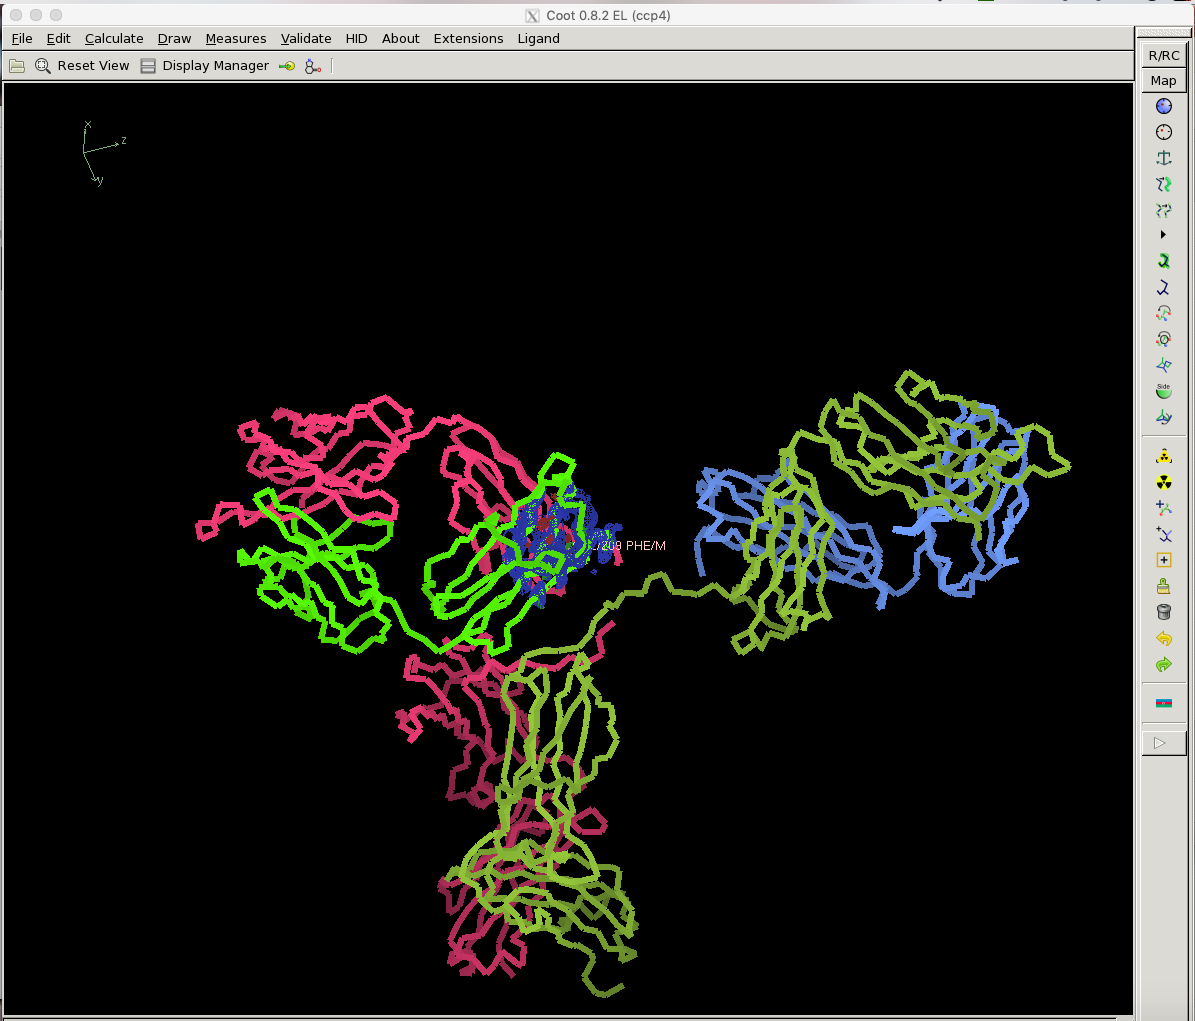 Coot 0.8.2 EL (ccp4)
File Edit Calculate Draw Measures Validate HID About Extensions Ligand
Reset View Display Manager
R/RC
Map
x
z
y
Side
209 PHE/M